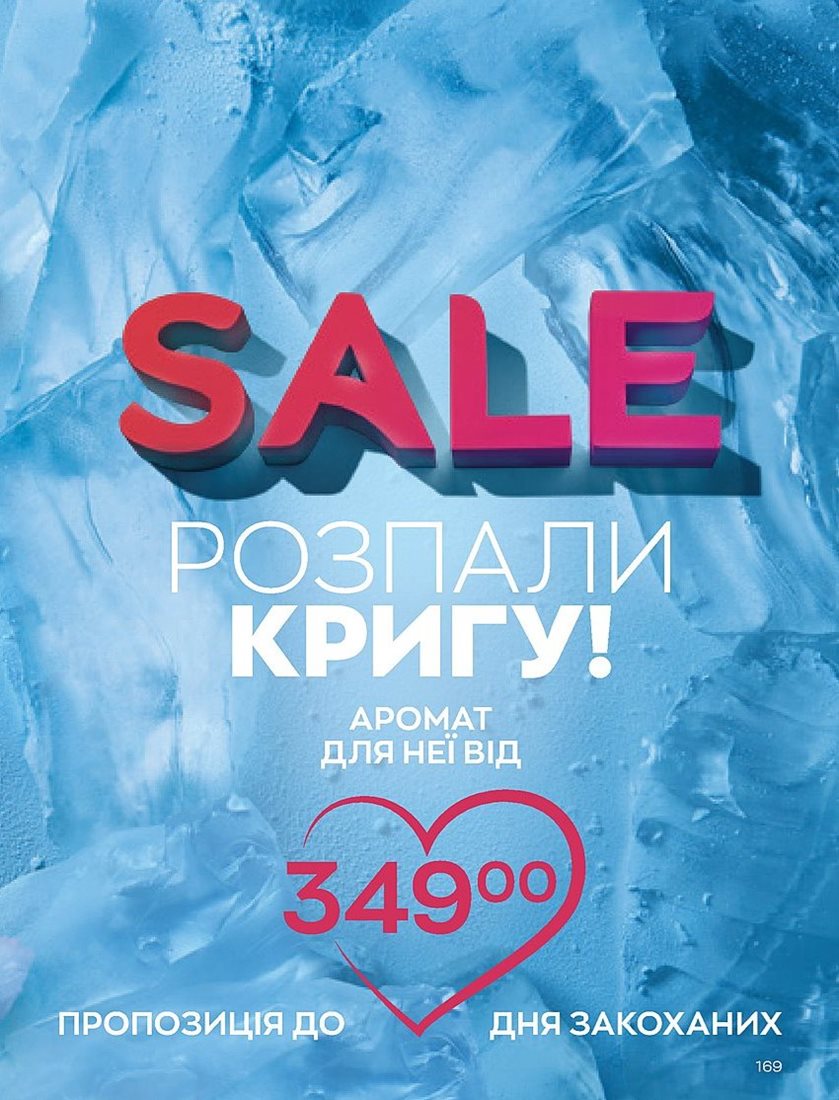 SALE
РОЗПАЛИ
КРИГУ!
АРОМАТ
ДЛЯ НЕЇ ВІД
349⁰⁰
ПРОПОЗИЦІЯ ДО ДНЯ ЗАКОХАНИХ
169